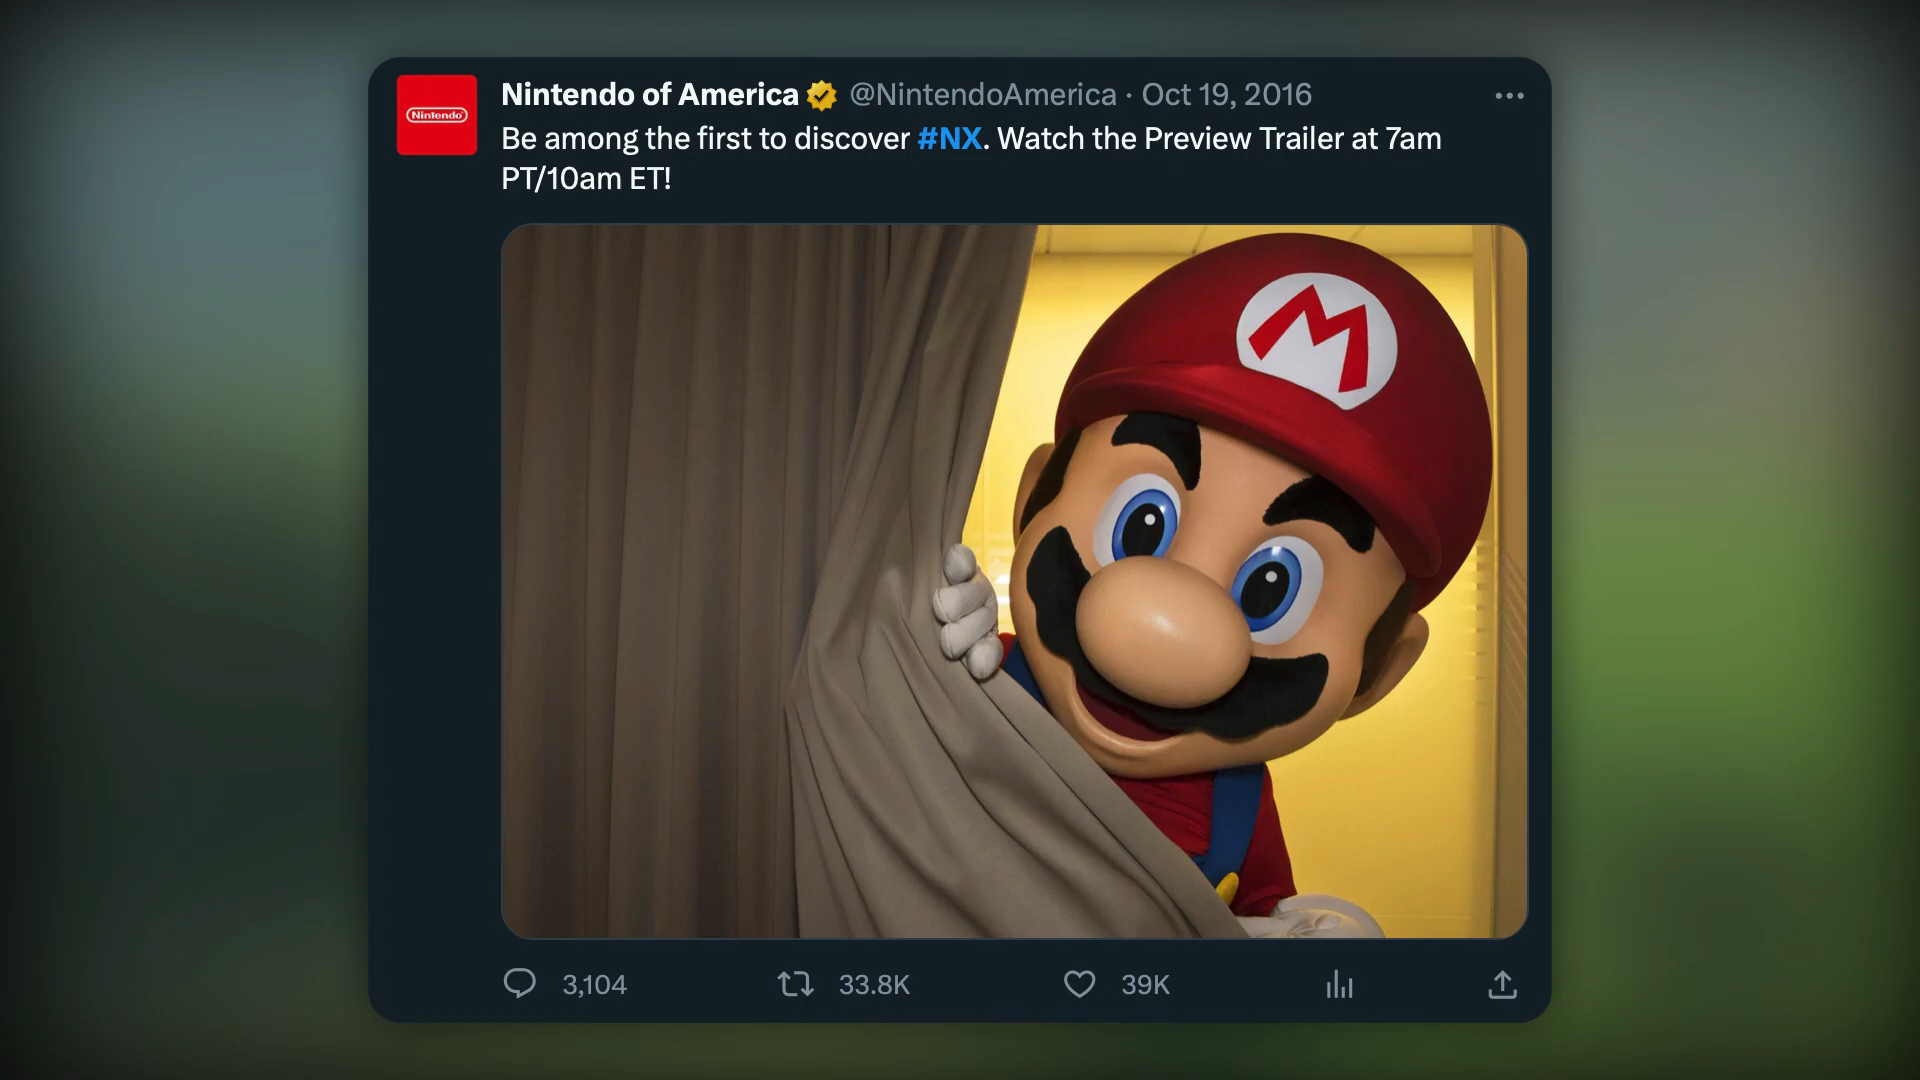 Nintendo
Nintendo of America @NintendoAmerica · Oct 19, 2016
Be among the first to discover #NX. Watch the Preview Trailer at 7am
PT/10am ET!
M
3,104 33.8K 39K